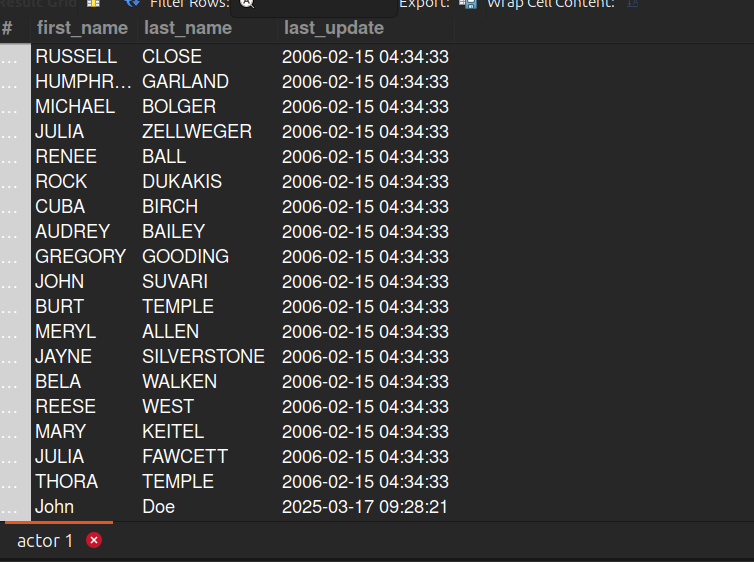 Result Grid Filter Rows: Export: Wrap Cell Content:
# first_name last_name last_update
... RUSSELL CLOSE 2006-02-15 04:34:33
... HUMPHR... GARLAND 2006-02-15 04:34:33
... MICHAEL BOLGER 2006-02-15 04:34:33
... JULIA ZELLWEGER 2006-02-15 04:34:33
... RENEE BALL 2006-02-15 04:34:33
... ROCK DUKAKIS 2006-02-15 04:34:33
... CUBA BIRCH 2006-02-15 04:34:33
... AUDREY BAILEY 2006-02-15 04:34:33
... GREGORY GOODING 2006-02-15 04:34:33
... JOHN SUVARI 2006-02-15 04:34:33
... BURT TEMPLE 2006-02-15 04:34:33
... MERYL ALLEN 2006-02-15 04:34:33
... JAYNE SILVERSTONE 2006-02-15 04:34:33
... BELA WALKEN 2006-02-15 04:34:33
... REESE WEST 2006-02-15 04:34:33
... MARY KEITEL 2006-02-15 04:34:33
... JULIA FAWCETT 2006-02-15 04:34:33
... THORA TEMPLE 2006-02-15 04:34:33
... John Doe 2025-03-17 09:28:21
actor 1